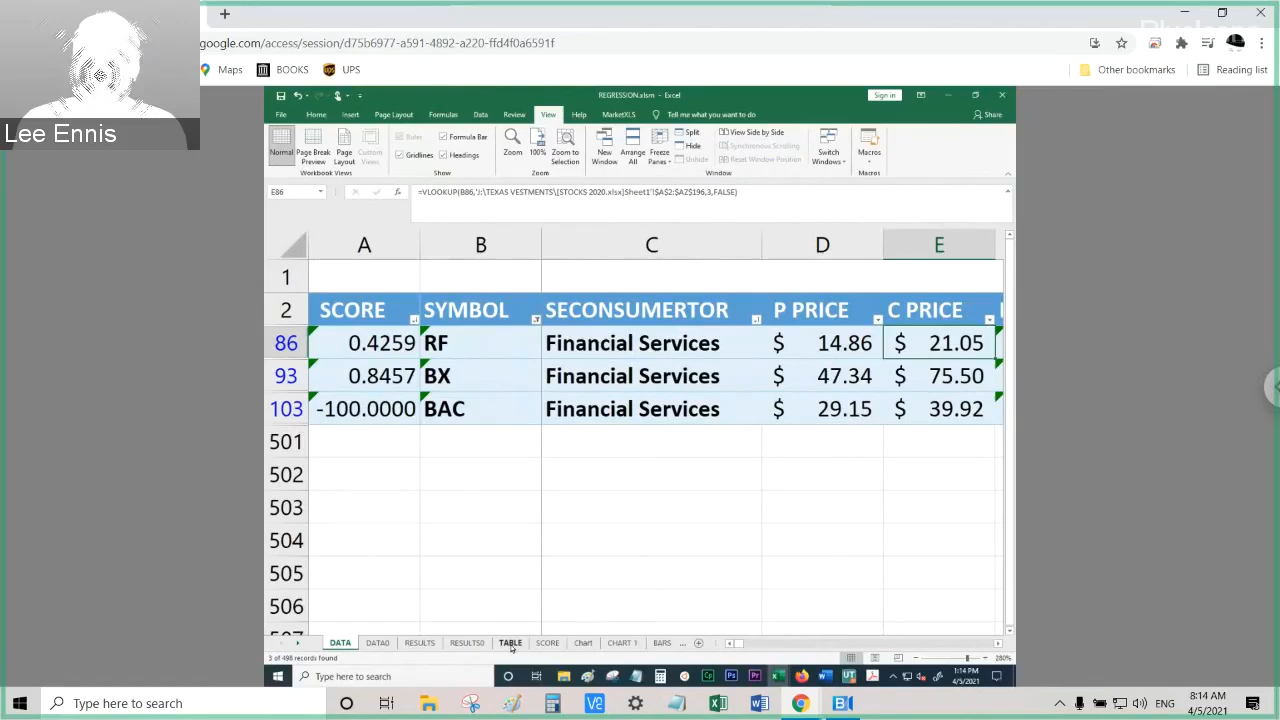 google.com/access/session/d75b6977-a591-4892-a220-ffd4f0a6591f
Maps BOOKS UPS Other bookmarks Reading list
Lee Ennis
REGRESSION.xlsm - Excel Sign in
File Home Insert Page Layout Formulas Data Review View Help MarketXLS Tell me what you want to do Share
Normal Page Break Preview Page Layout Custom Views
Workbook Views
Ruler Formula Bar
Gridlines Headings
Show
Zoom 100% Zoom to Selection
Zoom
New Window Arrange All Freeze Panes
Split
Hide
Unhide
View Side by Side
Synchronous Scrolling
Reset Window Position
Window
Switch Windows
Macros
Macros
E86 fx =VLOOKUP(B86,'J:\TEXAS VESTMENTS\[STOCKS 2020.xlsx]Sheet1'!$A$2:$AZ$196,3,FALSE)
A B C D E
1
2 SCORE SYMBOL SECONSUMERTOR P PRICE C PRICE
86 0.4259 RF Financial Services $ 14.86 $ 21.05
93 0.8457 BX Financial Services $ 47.34 $ 75.50
103 -100.0000 BAC Financial Services $ 29.15 $ 39.92
501
502
503
504
505
506
DATA DATA0 RESULTS RESULTS0 TABLE SCORE Chart CHART 1 BARS ...
3 of 498 records found 280%
Type here to search 1:14 PM
4/5/2021
Type here to search ENG 8:14 AM
4/5/2021